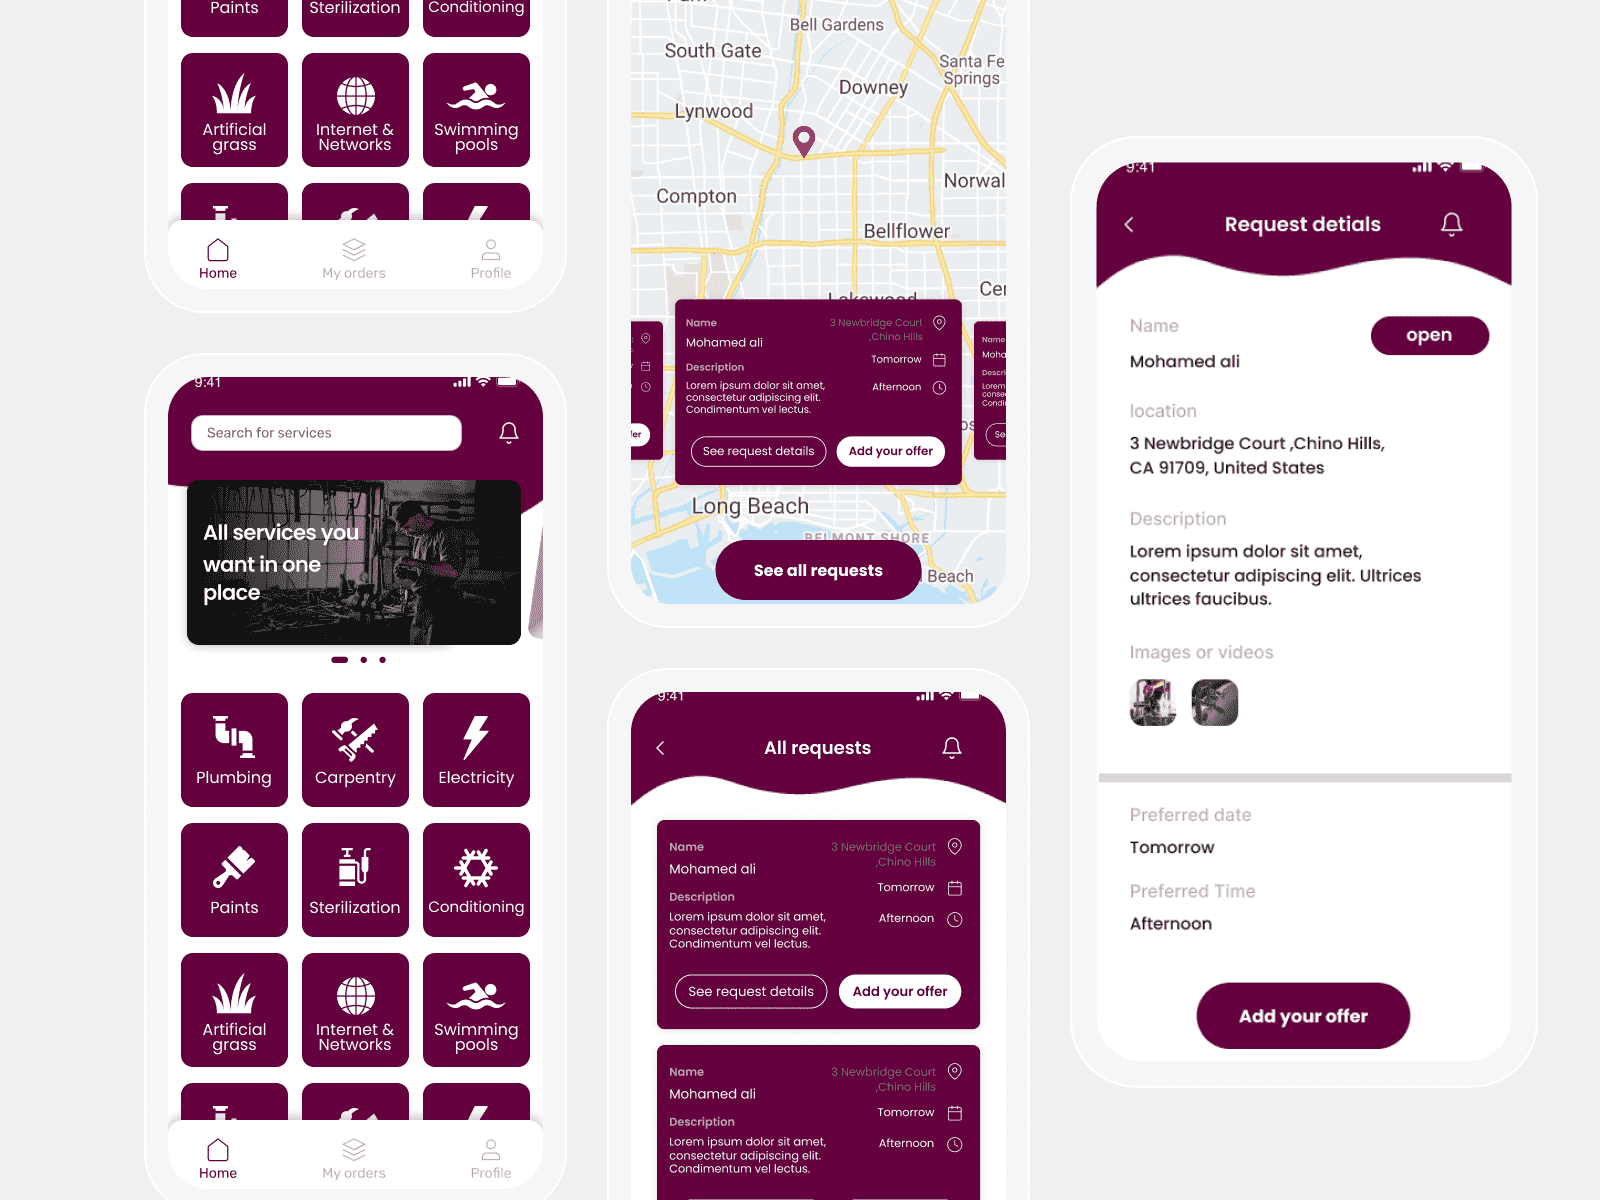 Paints
Sterilization
Conditioning
Artificial
grass
Internet &
Networks
Swimming
pools
Home
My orders
Profile
9:41
Search for services
All services you
want in one
place
Plumbing
Carpentry
Electricity
Paints
Sterilization
Conditioning
Artificial
grass
Internet &
Networks
Swimming
pools
Home
My orders
Profile
Bell Gardens
South Gate
Santa Fe
Springs
Downey
Lynwood
Compton
Norwal
Bellflower
Lakewood
Name
Mohamed ali
Description
Lorem ipsum dolor sit amet,
consectetur adipiscing elit.
Condimentum vel lectus.
3 Newbridge Court
,Chino Hills
Tomorrow
Afternoon
See request details
Add your offer
Name
Long Beach
BELMONT SHORE
See all requests
Beach
9:41
All requests
Name
Mohamed ali
Description
Lorem ipsum dolor sit amet,
consectetur adipiscing elit.
Condimentum vel lectus.
3 Newbridge Court
,Chino Hills
Tomorrow
Afternoon
See request details
Add your offer
Name
Mohamed ali
Description
Lorem ipsum dolor sit amet,
consectetur adipiscing elit.
Condimentum vel lectus.
3 Newbridge Court
,Chino Hills
Tomorrow
Afternoon
9:41
Request detials
Name
open
Mohamed ali
location
3 Newbridge Court ,Chino Hills,
CA 91709, United States
Description
Lorem ipsum dolor sit amet,
consectetur adipiscing elit. Ultrices
ultrices faucibus.
Images or videos
Preferred date
Tomorrow
Preferred Time
Afternoon
Add your offer